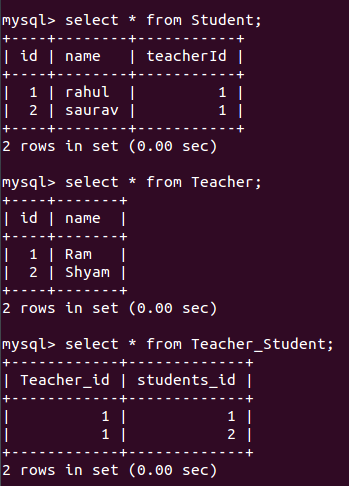 mysql> select * from Student;
+----+--------+-----------+
| id | name   | teacherId |
+----+--------+-----------+
|  1 | rahul  |         1 |
|  2 | saurav |         1 |
+----+--------+-----------+
2 rows in set (0.00 sec)

mysql> select * from Teacher;
+----+-------+
| id | name  |
+----+-------+
|  1 | Ram   |
|  2 | Shyam |
+----+-------+
2 rows in set (0.00 sec)

mysql> select * from Teacher_Student;
+------------+-------------+
| Teacher_id | students_id |
+------------+-------------+
|          1 |           1 |
|          1 |           2 |
+------------+-------------+
2 rows in set (0.00 sec)